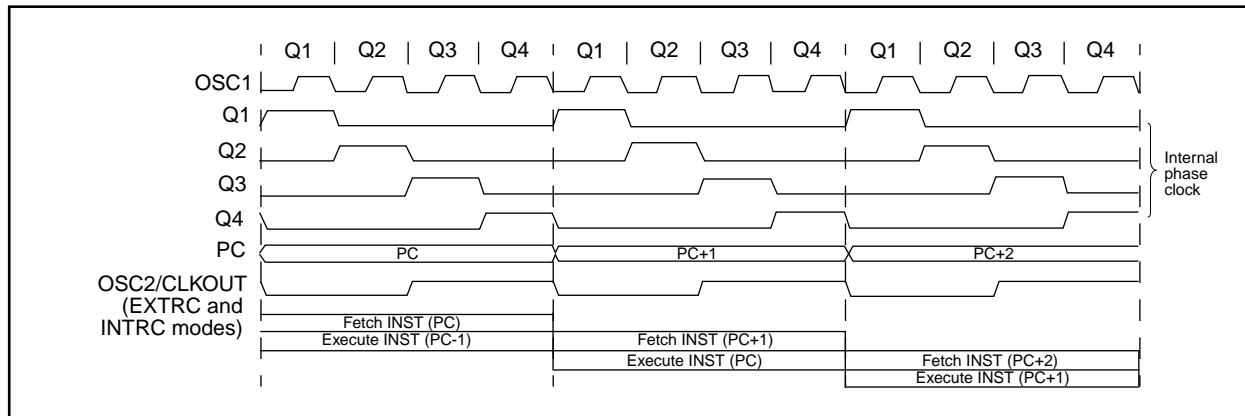 Q1 | Q2 | Q3 | Q4 | Q1 | Q2 | Q3 | Q4 | Q1 | Q2 | Q3 | Q4
OSC1
Q1
Q2
Q3
Q4
Internal
phase
clock
PC
PC
PC+1
PC+2
OSC2/CLKOUT
(EXTRC and
INTRC modes)
Fetch INST (PC)
Execute INST (PC-1)
Fetch INST (PC+1)
Execute INST (PC)
Fetch INST (PC+2)
Execute INST (PC+1)